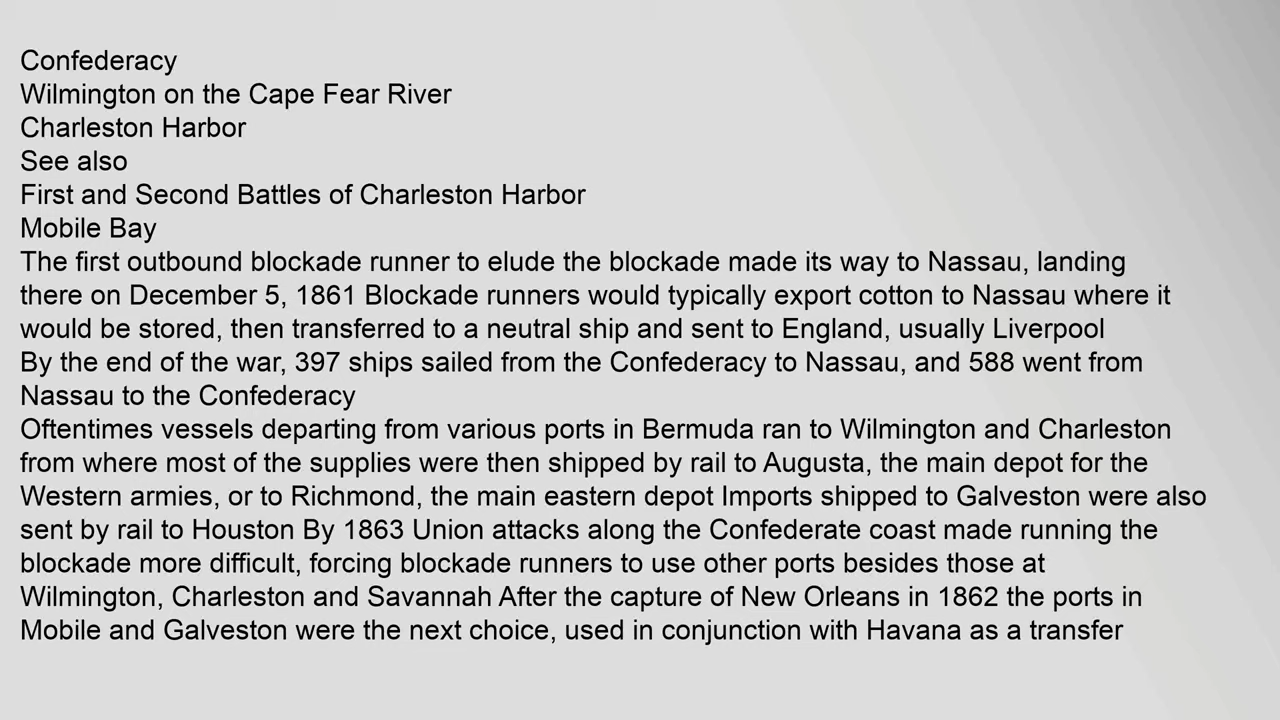 Confederacy
Wilmington on the Cape Fear River
Charleston Harbor
See also
First and Second Battles of Charleston Harbor
Mobile Bay
The first outbound blockade runner to elude the blockade made its way to Nassau, landing
there on December 5, 1861 Blockade runners would typically export cotton to Nassau where it
would be stored, then transferred to a neutral ship and sent to England, usually Liverpool
By the end of the war, 397 ships sailed from the Confederacy to Nassau, and 588 went from
Nassau to the Confederacy
Oftentimes vessels departing from various ports in Bermuda ran to Wilmington and Charleston
from where most of the supplies were then shipped by rail to Augusta, the main depot for the
Western armies, or to Richmond, the main eastern depot Imports shipped to Galveston were also
sent by rail to Houston By 1863 Union attacks along the Confederate coast made running the
blockade more difficult, forcing blockade runners to use other ports besides those at
Wilmington, Charleston and Savannah After the capture of New Orleans in 1862 the ports in
Mobile and Galveston were the next choice, used in conjunction with Havana as a transfer